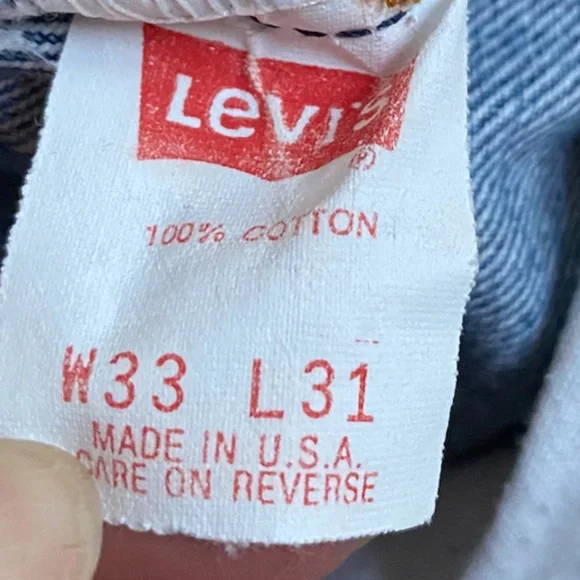 Levi's
®
100% COTTON
W33 L31
MADE IN U.S.A.
CARE ON REVERSE